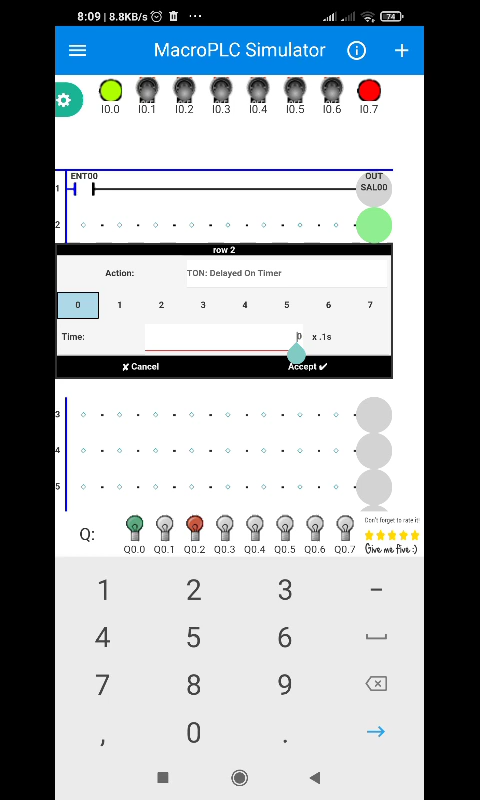 8:09 | 8.8KB/s ... 74
MacroPLC Simulator
I0.0 I0.1 I0.2 I0.3 I0.4 I0.5 I0.6 I0.7
ENT00 OUT
1 SAL00
2
row 2
Action: TON: Delayed On Timer
0 1 2 3 4 5 6 7
Time: 0 x .1s
✘ Cancel Accept ✔
3
4
5
Don't forget to rate it!
Q: Give me five :)
Q0.0 Q0.1 Q0.2 Q0.3 Q0.4 Q0.5 Q0.6 Q0.7
1 2 3 −
4 5 6
7 8 9
, 0 . →